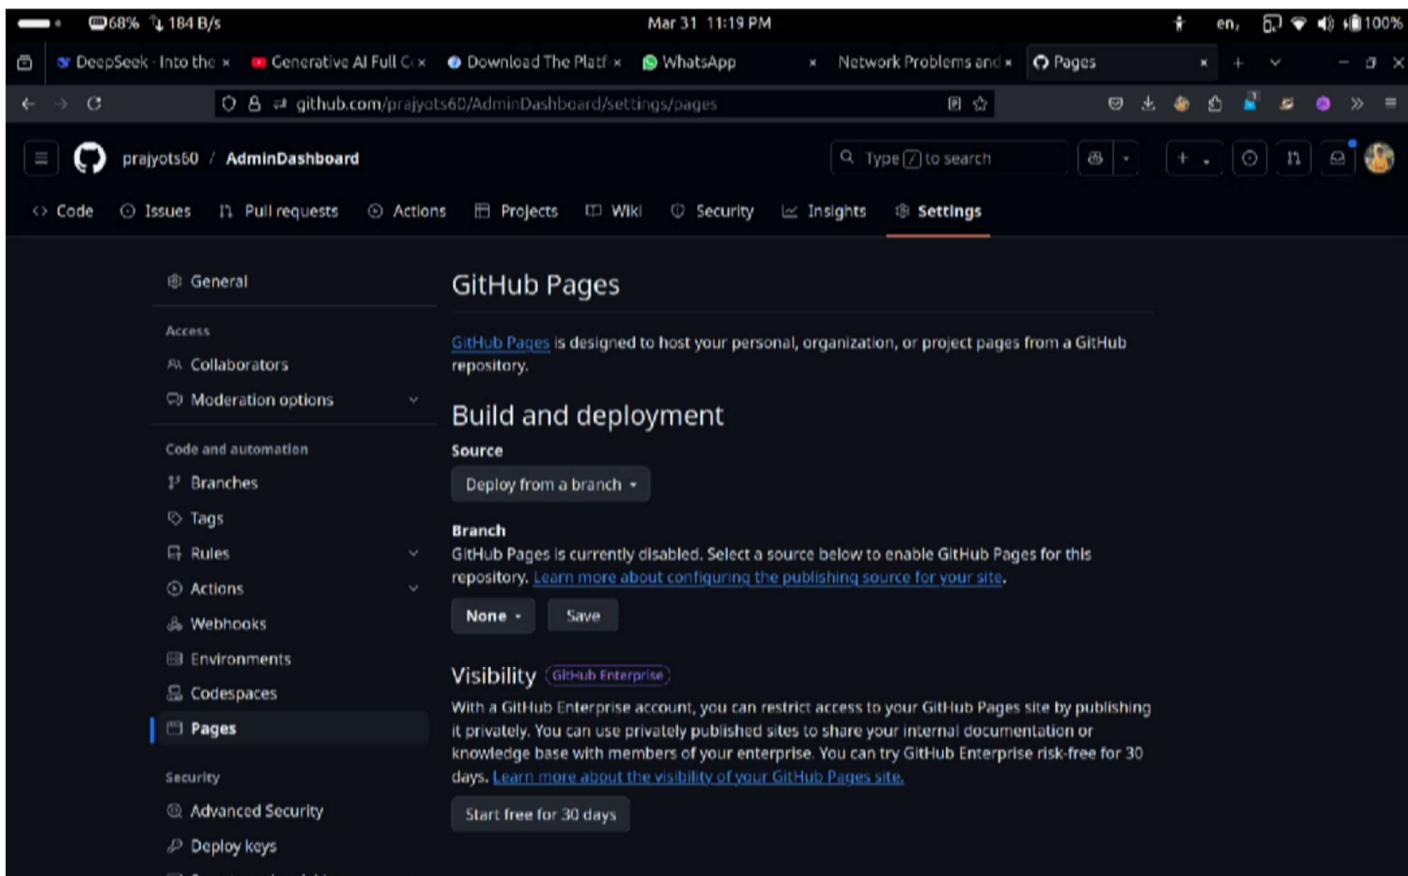 68% 184 B/s
Mar 31 11:19 PM
en,
100%
DeepSeek - Into the
Generative AI Full C
Download The Platf
WhatsApp
Network Problems and
Pages
github.com/prajyots60/AdminDashboard/settings/pages
prajyots60 / AdminDashboard
Type / to search
Code
Issues
Pull requests
Actions
Projects
Wiki
Security
Insights
Settings
General
Access
Collaborators
Moderation options
Code and automation
Branches
Tags
Rules
Actions
Webhooks
Environments
Codespaces
Pages
Security
Advanced Security
Deploy keys
GitHub Pages
GitHub Pages is designed to host your personal, organization, or project pages from a GitHub
repository.
Build and deployment
Source
Deploy from a branch
Branch
GitHub Pages is currently disabled. Select a source below to enable GitHub Pages for this
repository. Learn more about configuring the publishing source for your site.
None
Save
Visibility GitHub Enterprise
With a GitHub Enterprise account, you can restrict access to your GitHub Pages site by publishing
it privately. You can use privately published sites to share your internal documentation or
knowledge base with members of your enterprise. You can try GitHub Enterprise risk-free for 30
days. Learn more about the visibility of your GitHub Pages site.
Start free for 30 days